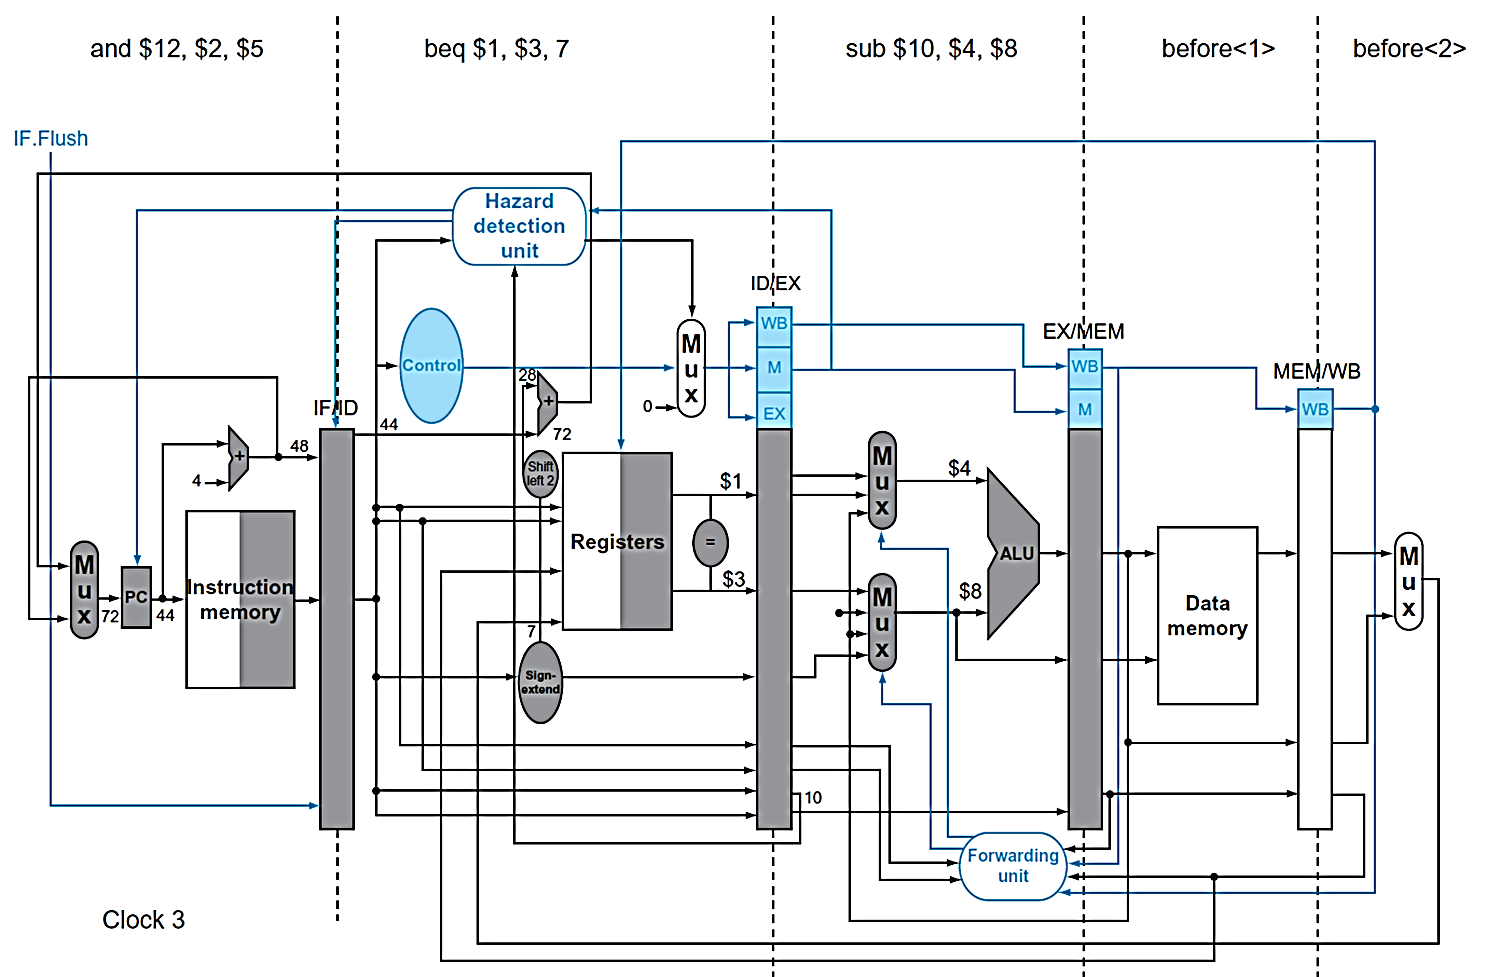 and $12, $2, $5
beq $1, $3, 7
sub $10, $4, $8
before<1>
before<2>
IF.Flush
Hazard
detection
unit
ID/EX
WB
M
EX
EX/MEM
WB
M
MEM/WB
WB
Control
M
u
x
0
28
+
72
IF/ID
44
48
+
4
Shift
left 2
$1
=
$3
Registers
M
u
x
$4
M
u
x
$8
ALU
M
u
x
72
PC
44
Instruction
memory
Data
memory
M
u
x
7
Sign-
extend
10
Forwarding
unit
Clock 3